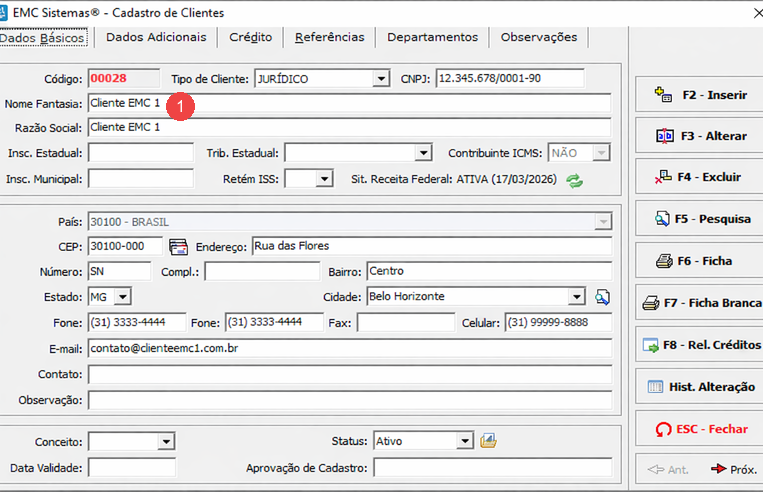 EMC Sistemas® - Cadastro de Clientes
Dados Básicos Dados Adicionais Crédito Referências Departamentos Observações
Código: 00028 Tipo de Cliente: JURÍDICO CNPJ: 12.345.678/0001-90
Nome Fantasia: Cliente EMC 1 1
Razão Social: Cliente EMC 1
Insc. Estadual: Trib. Estadual: Contribuinte ICMS: NÃO
Insc. Municipal: Retém ISS: Sit. Receita Federal: ATIVA (17/03/2026)
País: 30100 - BRASIL
CEP: 30100-000 Endereço: Rua das Flores
Número: SN Compl.: Bairro: Centro
Estado: MG Cidade: Belo Horizonte
Fone: (31) 3333-4444 Fone: (31) 3333-4444 Fax: Celular: (31) 99999-8888
E-mail: contato@clienteemc1.com.br
Contato:
Observação:
Conceito: Status: Ativo
Data Validade: Aprovação de Cadastro:
F2 - Inserir
F3 - Alterar
F4 - Excluir
F5 - Pesquisa
F6 - Ficha
F7 - Ficha Branca
F8 - Rel. Créditos
Hist. Alteração
ESC - Fechar
Ant. Próx.